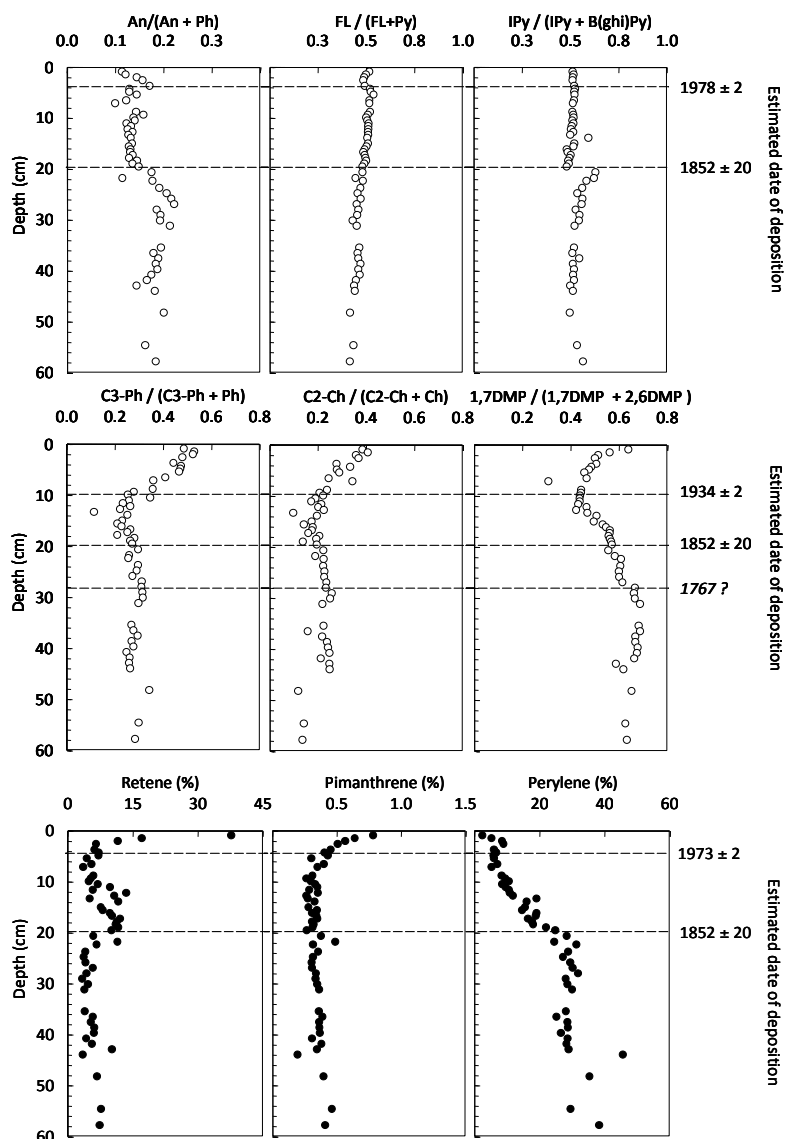 An/(An + Ph) FL / (FL+Py) IPy / (IPy + B(ghi)Py)
0.0 0.1 0.2 0.3 0.3 0.5 0.8 1.0 0.3 0.5 0.8 1.0
0
10
20
30
40
50
60
Depth (cm)
1978 ± 2
1852 ± 20
Estimated date of deposition
C3-Ph / (C3-Ph + Ph) C2-Ch / (C2-Ch + Ch) 1,7DMP / (1,7DMP + 2,6DMP )
0.0 0.2 0.4 0.6 0.8 0.2 0.4 0.6 0.8 0.2 0.4 0.6 0.8
0
10
20
30
40
50
60
Depth (cm)
1934 ± 2
1852 ± 20
1767 ?
Estimated date of deposition
Retene (%) Pimanthrene (%) Perylene (%)
0 15 30 45 0.5 1.0 1.5 20 40 60
0
10
20
30
40
50
60
Depth (cm)
1973 ± 2
1852 ± 20
Estimated date of deposition